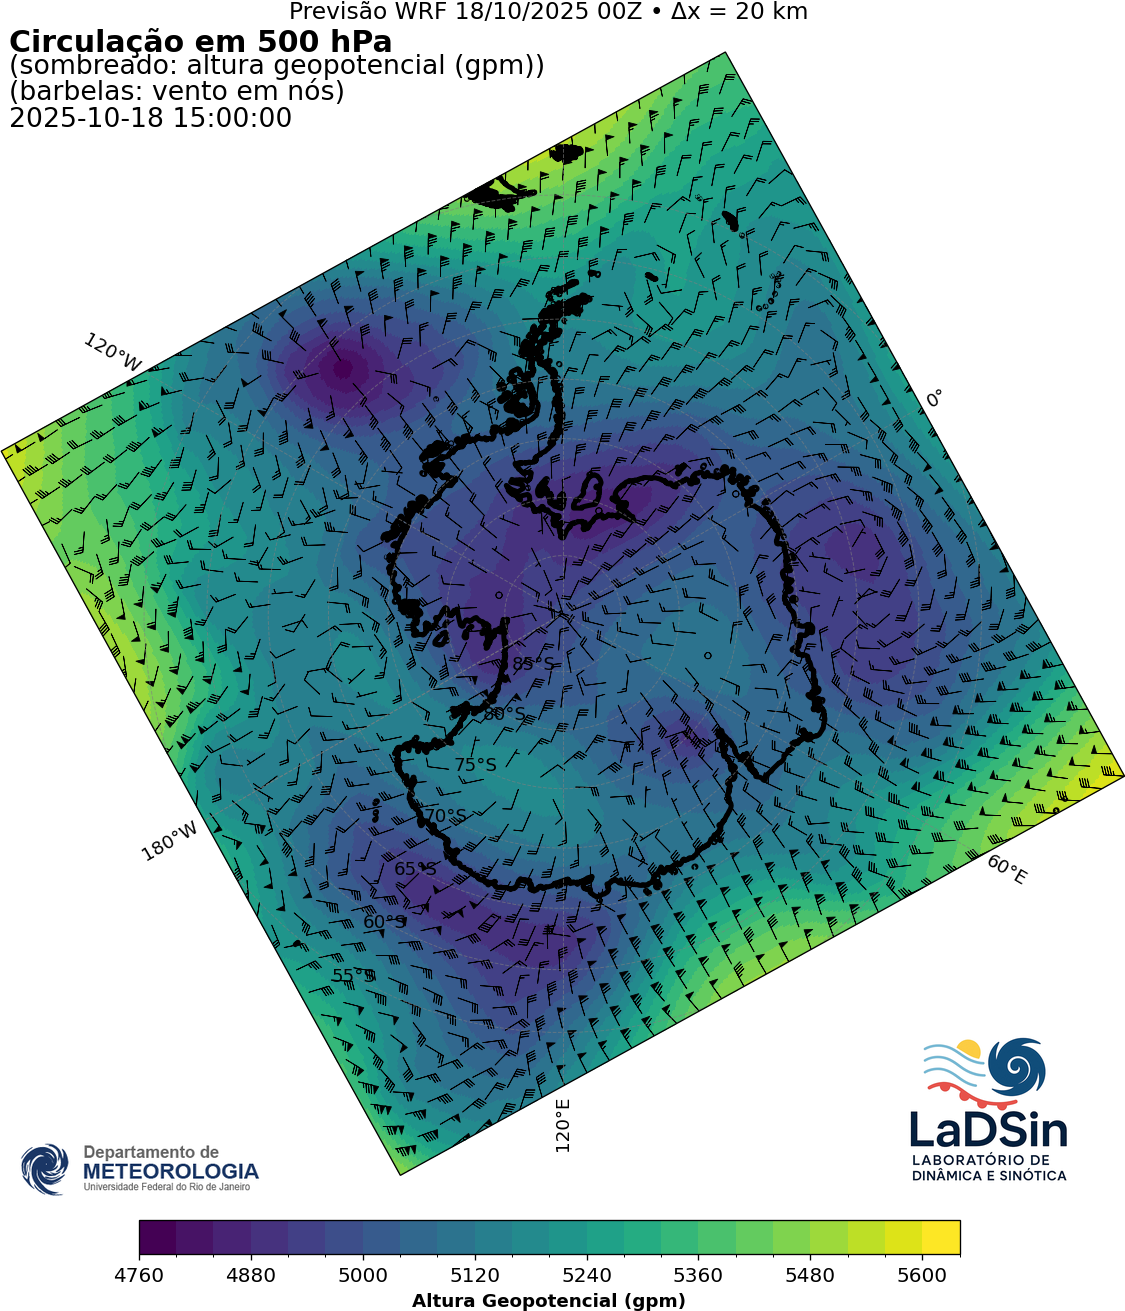 Previsão WRF 18/10/2025 00Z • Δx = 20 km
Circulação em 500 hPa
(sombreado: altura geopotencial (gpm))
(barbelas: vento em nós)
2025-10-18 15:00:00
120°W
0°
85°S
80°S
75°S
70°S
180°W
65°S
60°E
60°S
55°S
120°E
LaDSin
LABORATÓRIO DE
DINÂMICA E SINÓTICA
Departamento de
METEOROLOGIA
Universidade Federal do Rio de Janeiro
4760 4880 5000 5120 5240 5360 5480 5600
Altura Geopotencial (gpm)